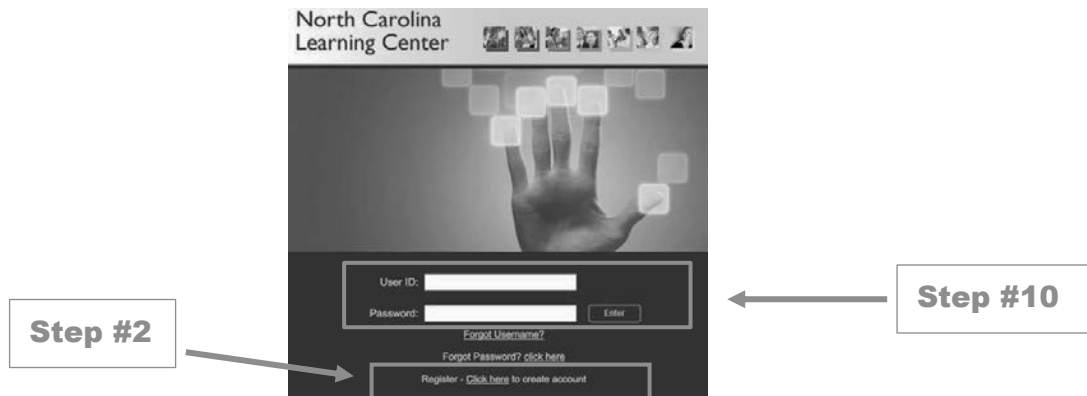 North Carolina
Learning Center
User ID:
Step #10
Password:
Enter
Step #2
Forgot Username?
Forgot Password? click here
Register - Click here to create account